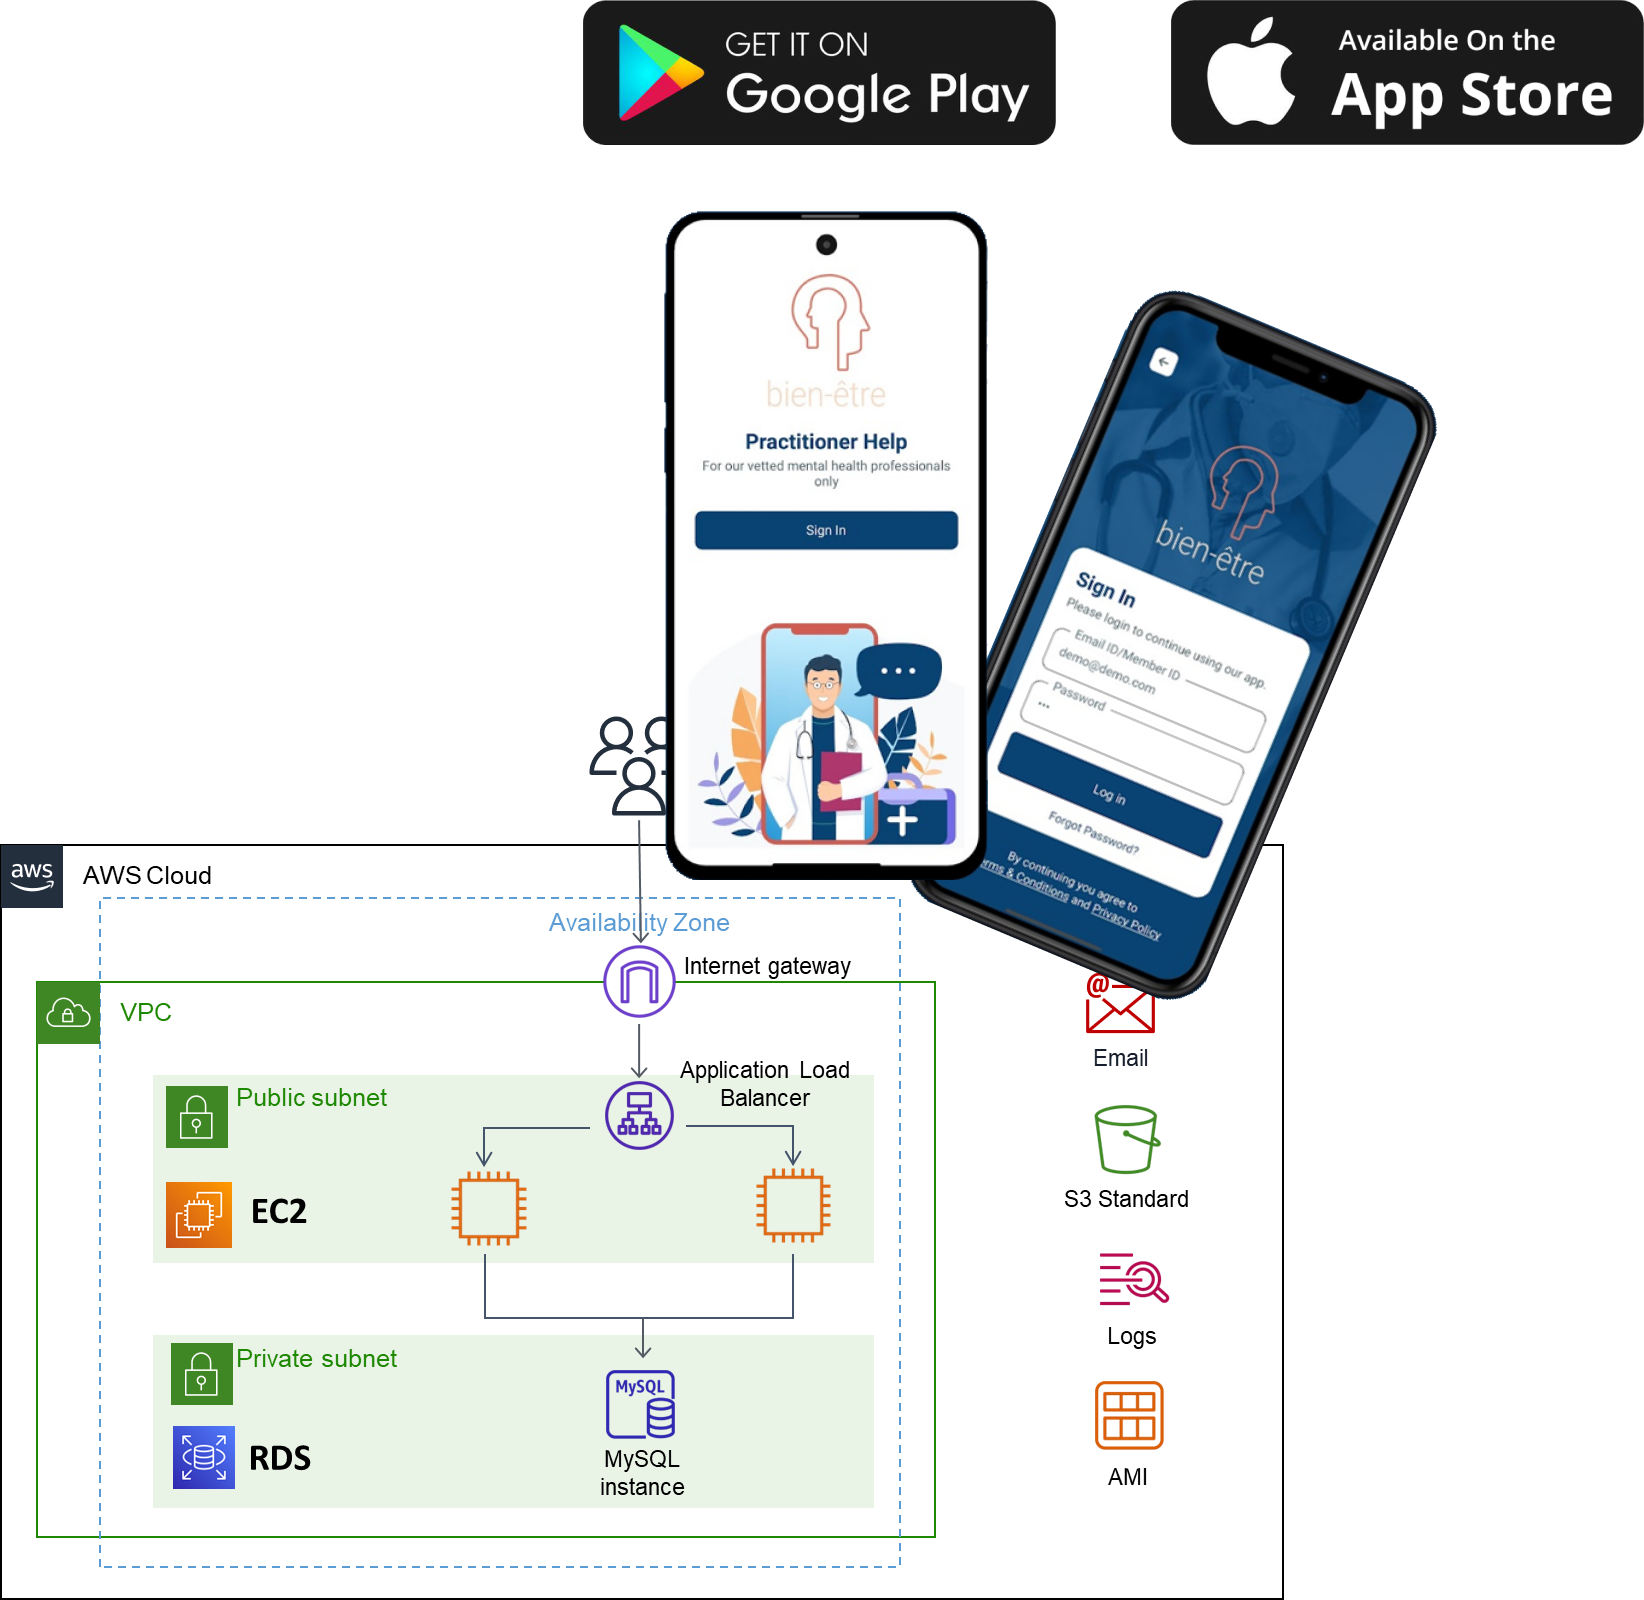 GET IT ON
Google Play
Available On the
App Store
bien-être
Practitioner Help
For our vetted mental health professionals
only
Sign In
bien-être
Sign In
Please login to continue using our app.
Email ID/Member ID
demo@demo.com
Password
Log in
Forgot Password?
By continuing you agree to
Terms & Conditions and Privacy Policy
aws
AWS Cloud
Availability Zone
Internet gateway
VPC
Application Load
Balancer
Public subnet
EC2
Private subnet
RDS
MySQL
MySQL
instance
@
Email
S3 Standard
Logs
AMI